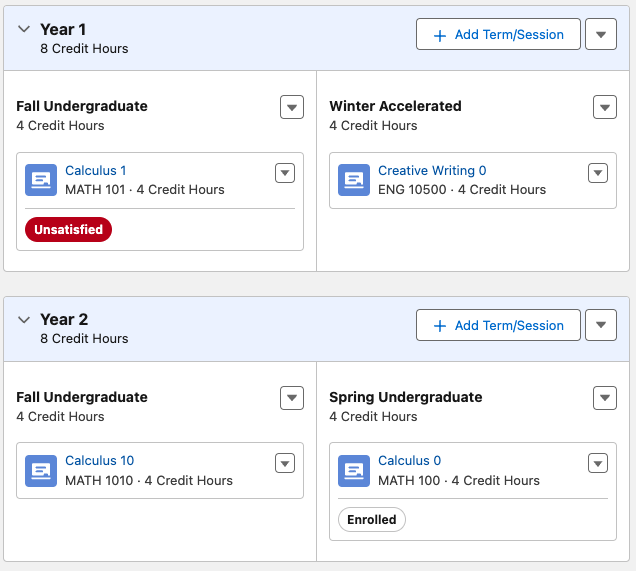 Year 1
8 Credit Hours
+ Add Term/Session
Fall Undergraduate
4 Credit Hours
Calculus 1
MATH 101 · 4 Credit Hours
Unsatisfied
Winter Accelerated
4 Credit Hours
Creative Writing 0
ENG 10500 · 4 Credit Hours
Year 2
8 Credit Hours
+ Add Term/Session
Fall Undergraduate
4 Credit Hours
Calculus 10
MATH 1010 · 4 Credit Hours
Spring Undergraduate
4 Credit Hours
Calculus 0
MATH 100 · 4 Credit Hours
Enrolled